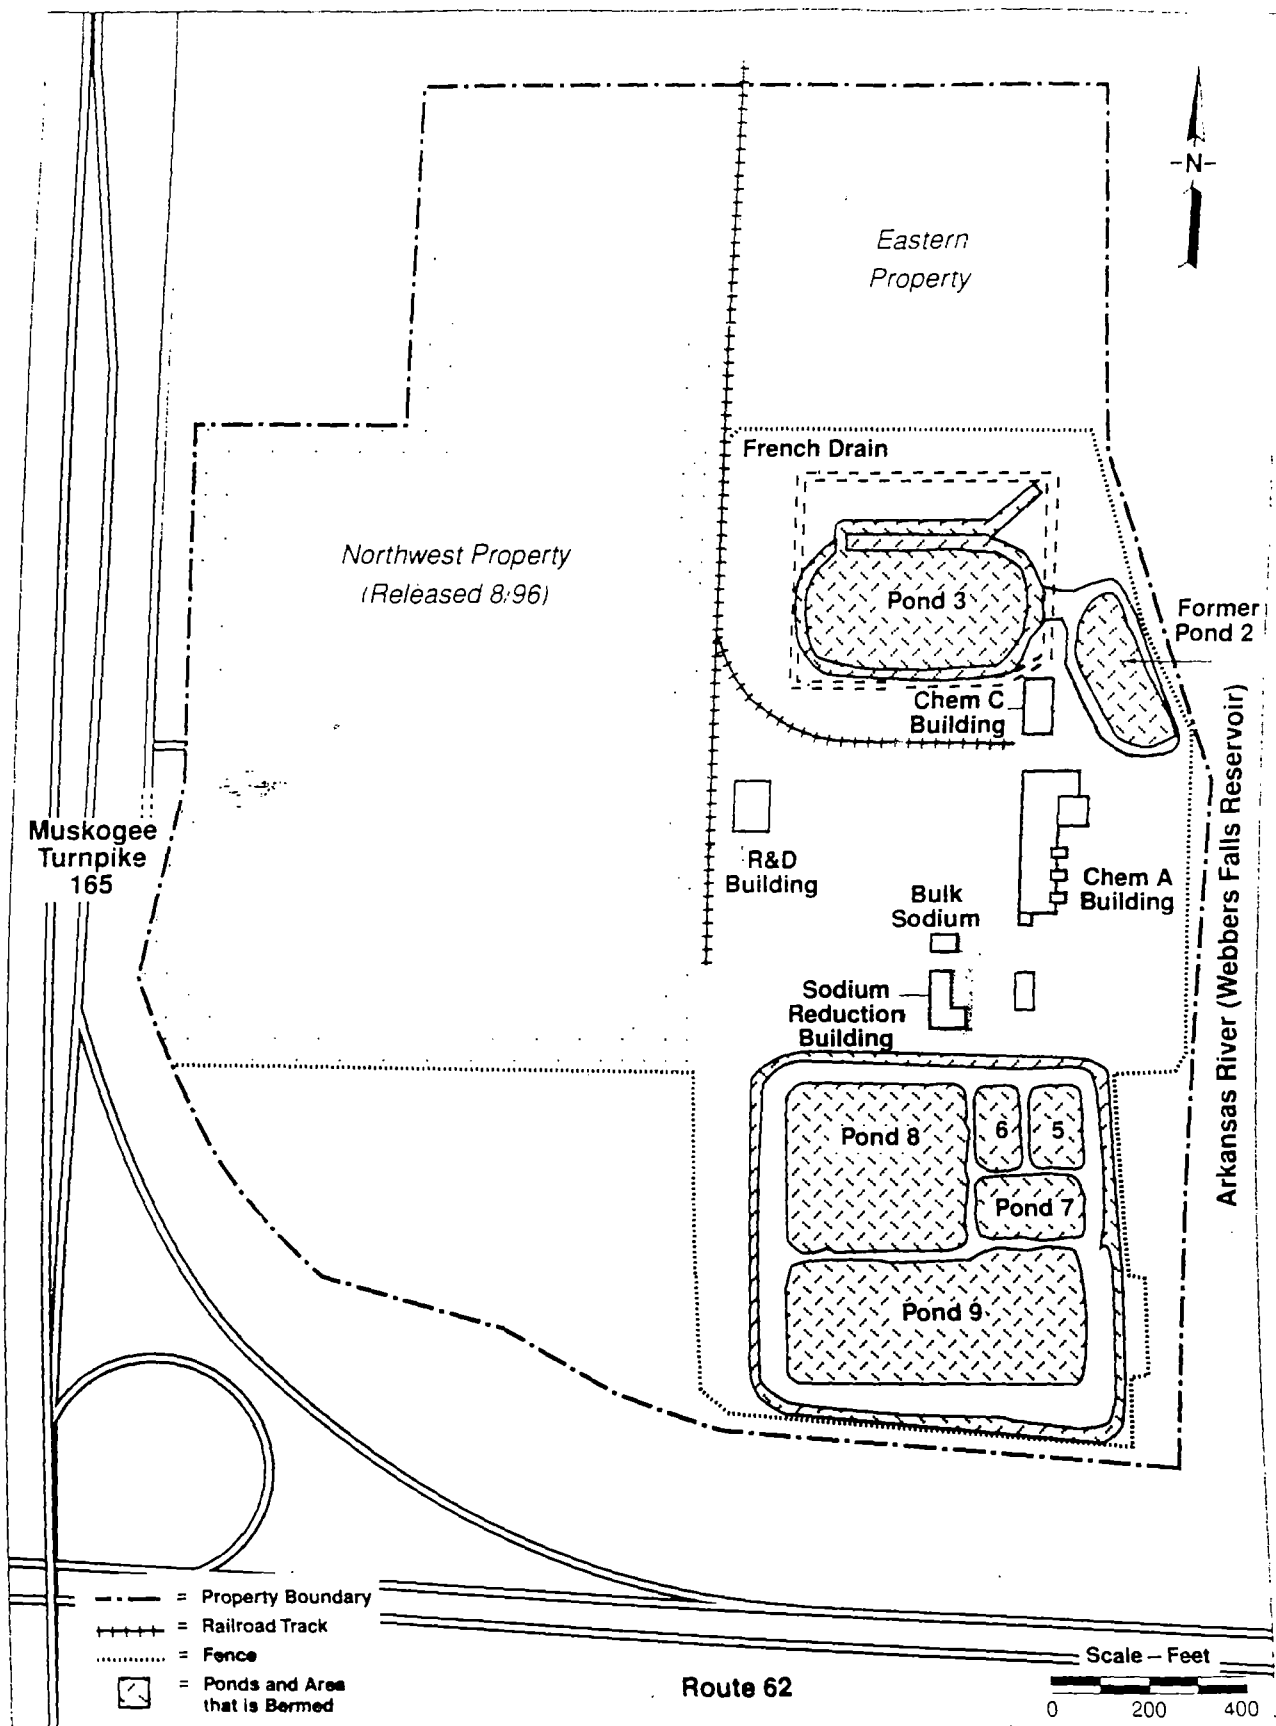 -N-
Eastern
Property
French Drain
Northwest Property
(Released 8/96)
Pond 3
Former
Pond 2
Chem C
Building
Muskogee
Turnpike
165
R&D
Building
Chem A
Building
Bulk
Sodium
Sodium
Reduction
Building
Arkansas River (Webbers Falls Reservoir)
Pond 8
6
5
Pond 7
Pond 9
= Property Boundary
= Railroad Track
= Fence
= Ponds and Area
that is Bermed
Route 62
Scale – Feet
0 200 400